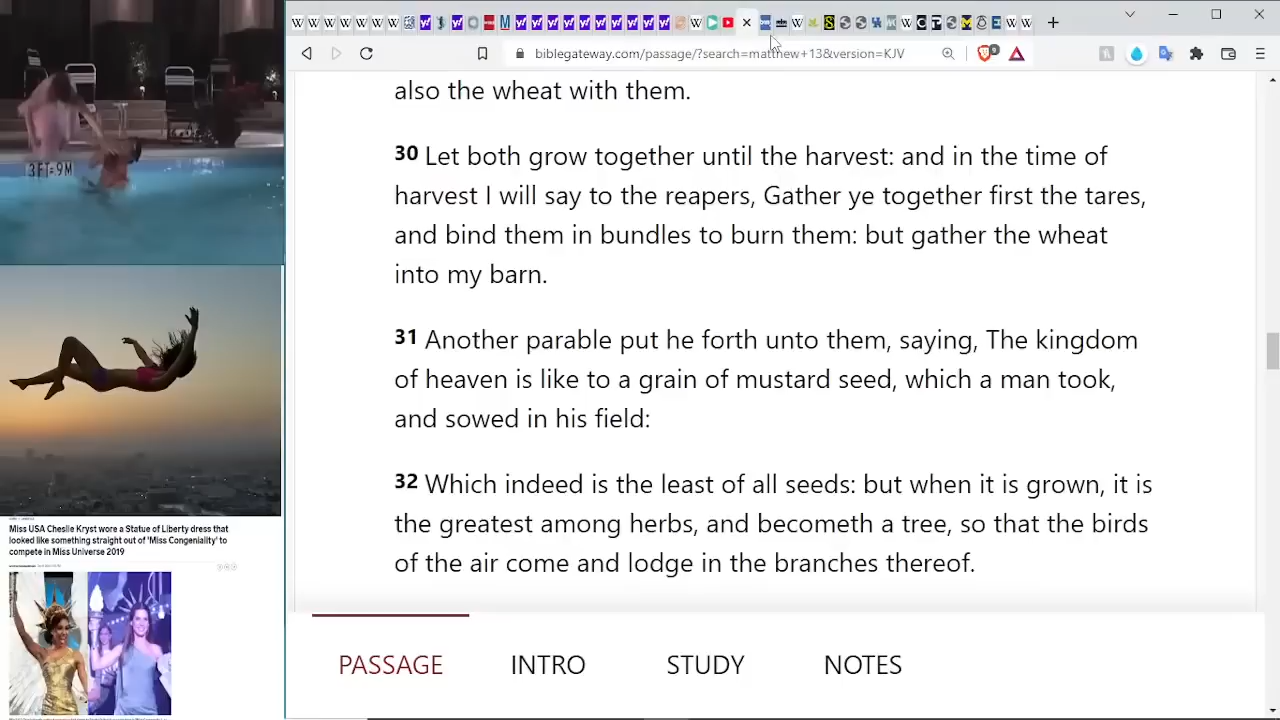 3 FT=9M
Miss USA Cheslie Kryst wore a Statue of Liberty dress that
looked like something straight out of 'Miss Congeniality' to
compete in Miss Universe 2019
biblegateway.com/passage/?search=matthew+13&version=KJV
also the wheat with them.
30 Let both grow together until the harvest: and in the time of
harvest I will say to the reapers, Gather ye together first the tares,
and bind them in bundles to burn them: but gather the wheat
into my barn.
31 Another parable put he forth unto them, saying, The kingdom
of heaven is like to a grain of mustard seed, which a man took,
and sowed in his field:
32 Which indeed is the least of all seeds: but when it is grown, it is
the greatest among herbs, and becometh a tree, so that the birds
of the air come and lodge in the branches thereof.
PASSAGE INTRO STUDY NOTES